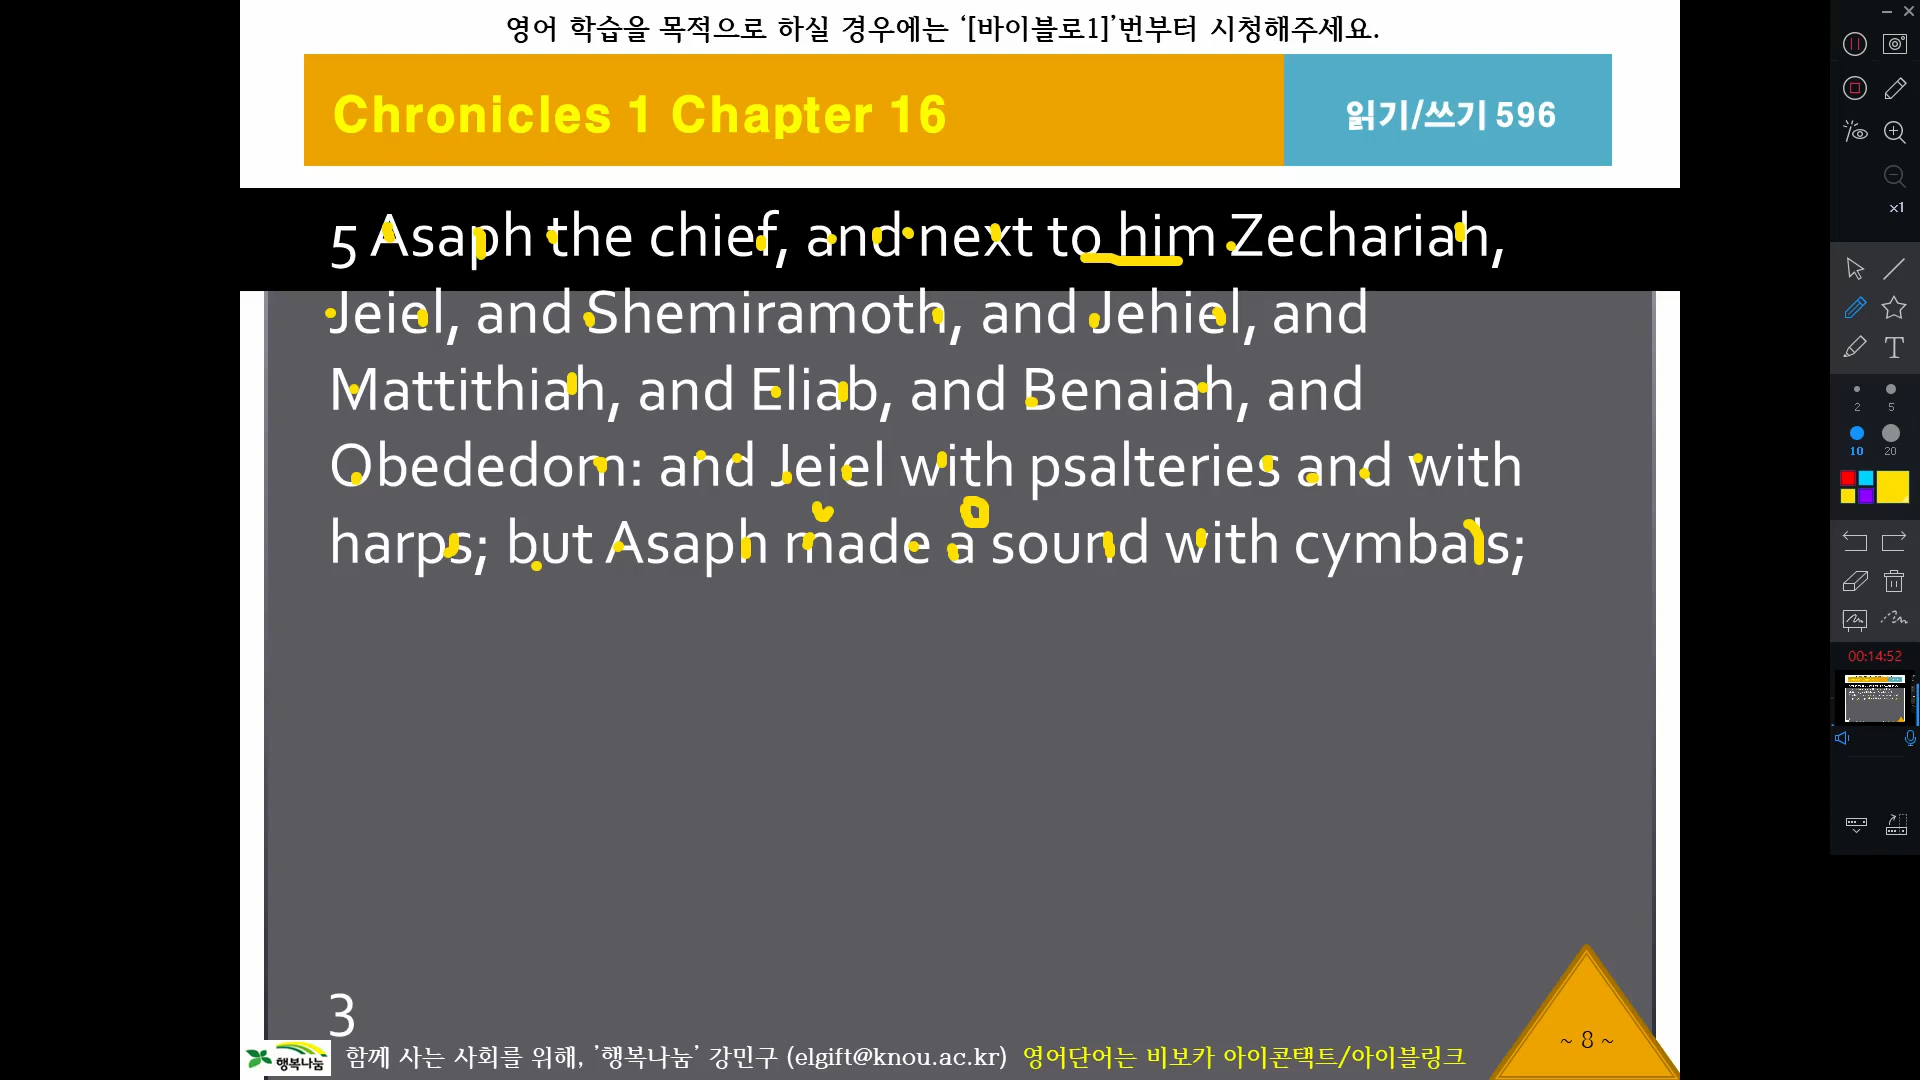 영어 학습을 목적으로 하실 경우에는 ‘[바이블로1]’번부터 시청해주세요.
Chronicles 1 Chapter 16
읽기/쓰기 596
5 Asaph the chief, and next to him Zechariah,
Jeiel, and Shemiramoth, and Jehiel, and
Mattithiah, and Eliab, and Benaiah, and
Obededom: and Jeiel with psalteries and with
harps; but Asaph made a sound with cymbals;
3
~ 8 ~
행복나눔 함께 사는 사회를 위해, ’행복나눔’ 강민구 (elgift@knou.ac.kr) 영어단어는 비보카 아이콘택트/아이블링크
x1
T
2 5
10 20
00:14:52